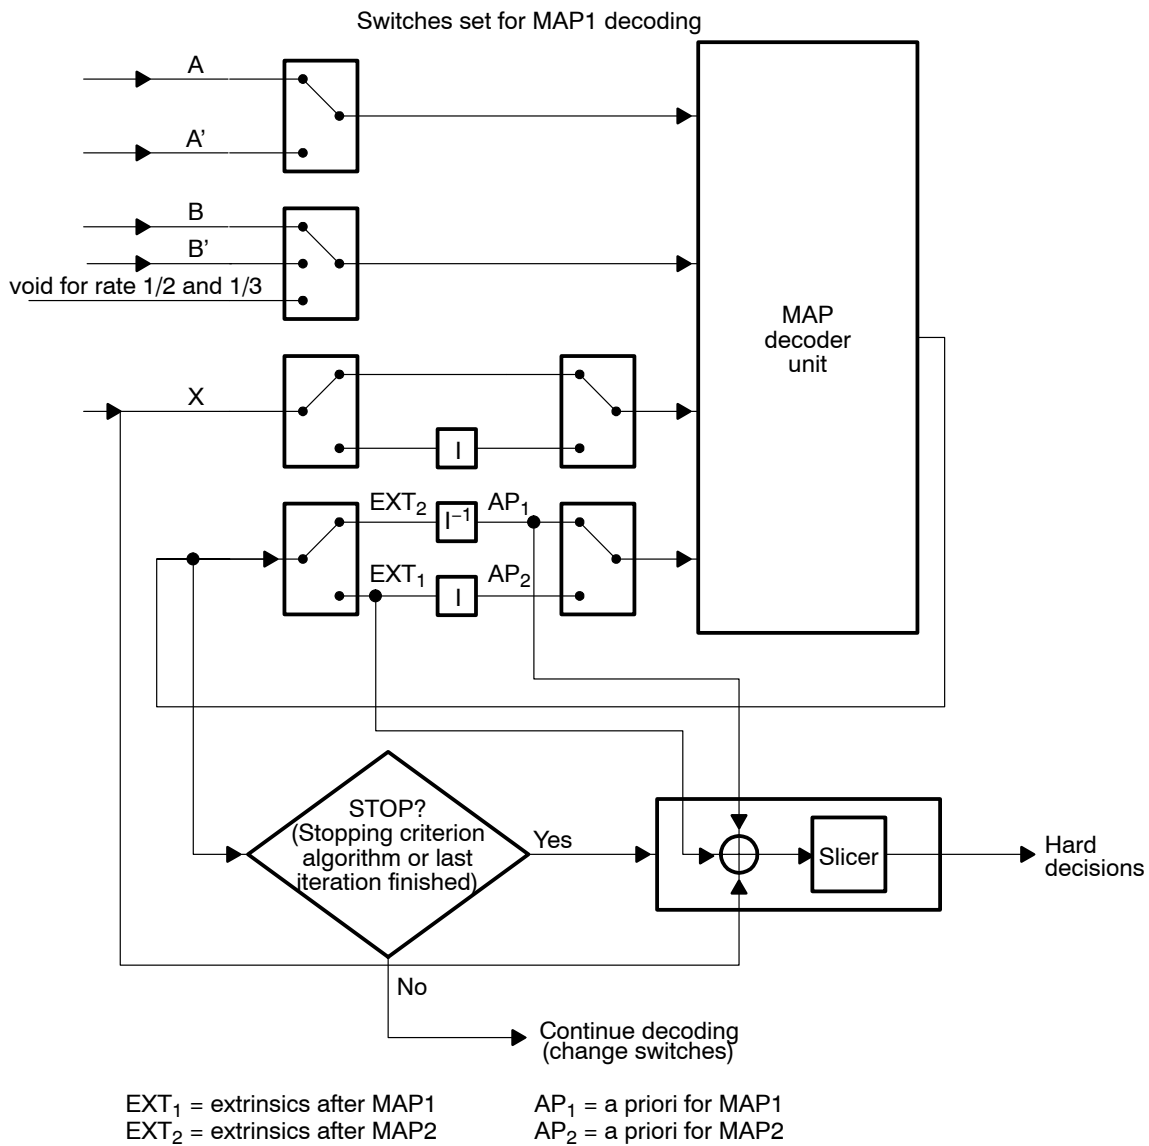 Switches set for MAP1 decoding
A
A’
B
B’
void for rate 1/2 and 1/3
MAP
decoder
unit
X
I
EXT2
I−1
AP1
EXT1
I
AP2
STOP?
(Stopping criterion
algorithm or last
iteration finished)
Yes
Slicer
Hard
decisions
No
Continue decoding
(change switches)
EXT1 = extrinsics after MAP1
AP1 = a priori for MAP1
EXT2 = extrinsics after MAP2
AP2 = a priori for MAP2